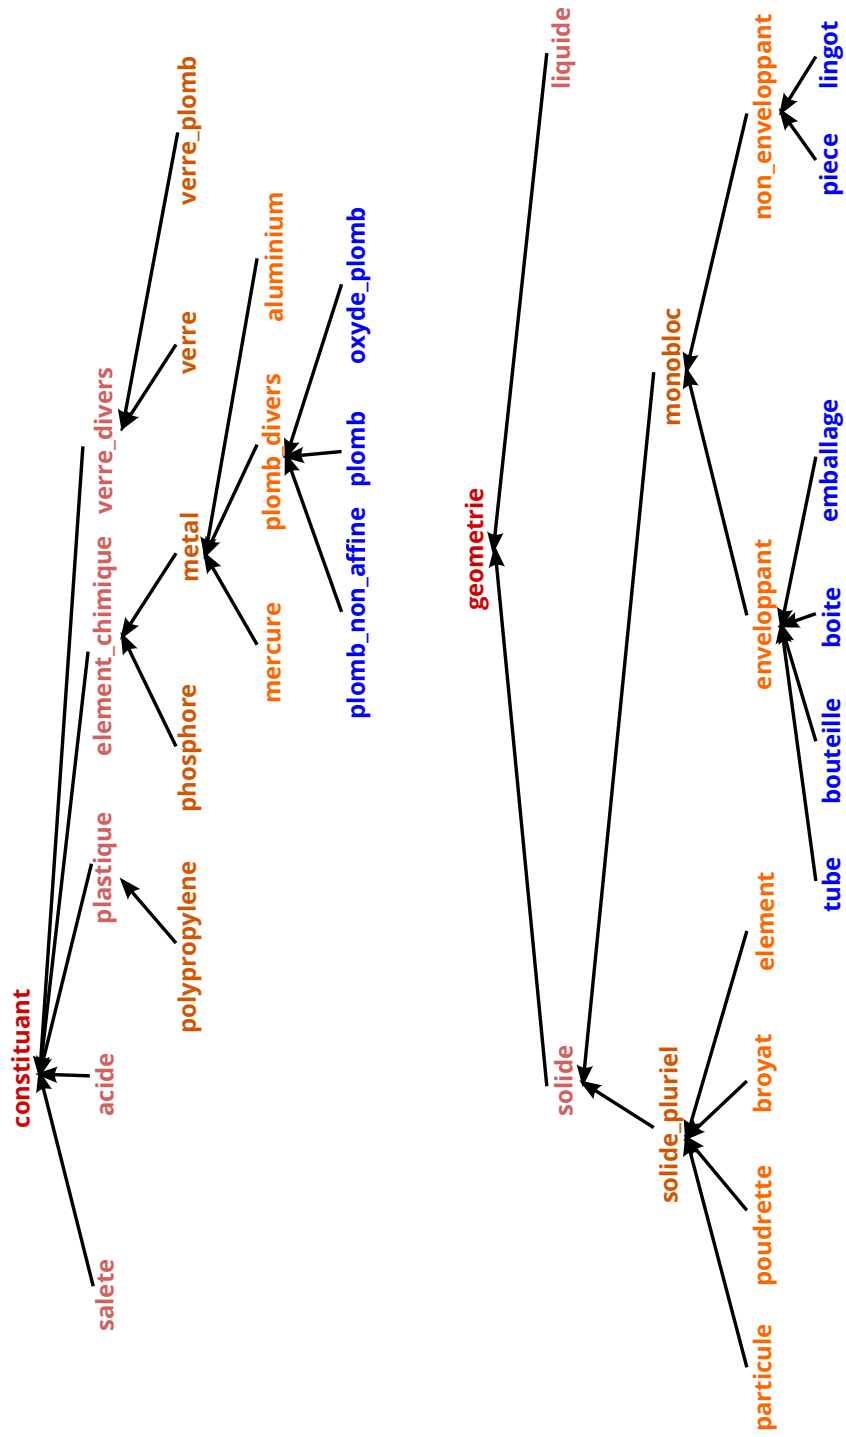 constituant
salete
acide
plastique
element_chimique
verre_divers
polypropylene
phosphore
metal
verre
verre_plomb
mercure
plomb_divers
aluminium
plomb_non_affine
plomb
oxyde_plomb
geometrie
solide
liquide
solide_pluriel
monobloc
particule
poudrette
broyat
element
enveloppant
non_enveloppant
tube
bouteille
boite
emballage
piece
lingot